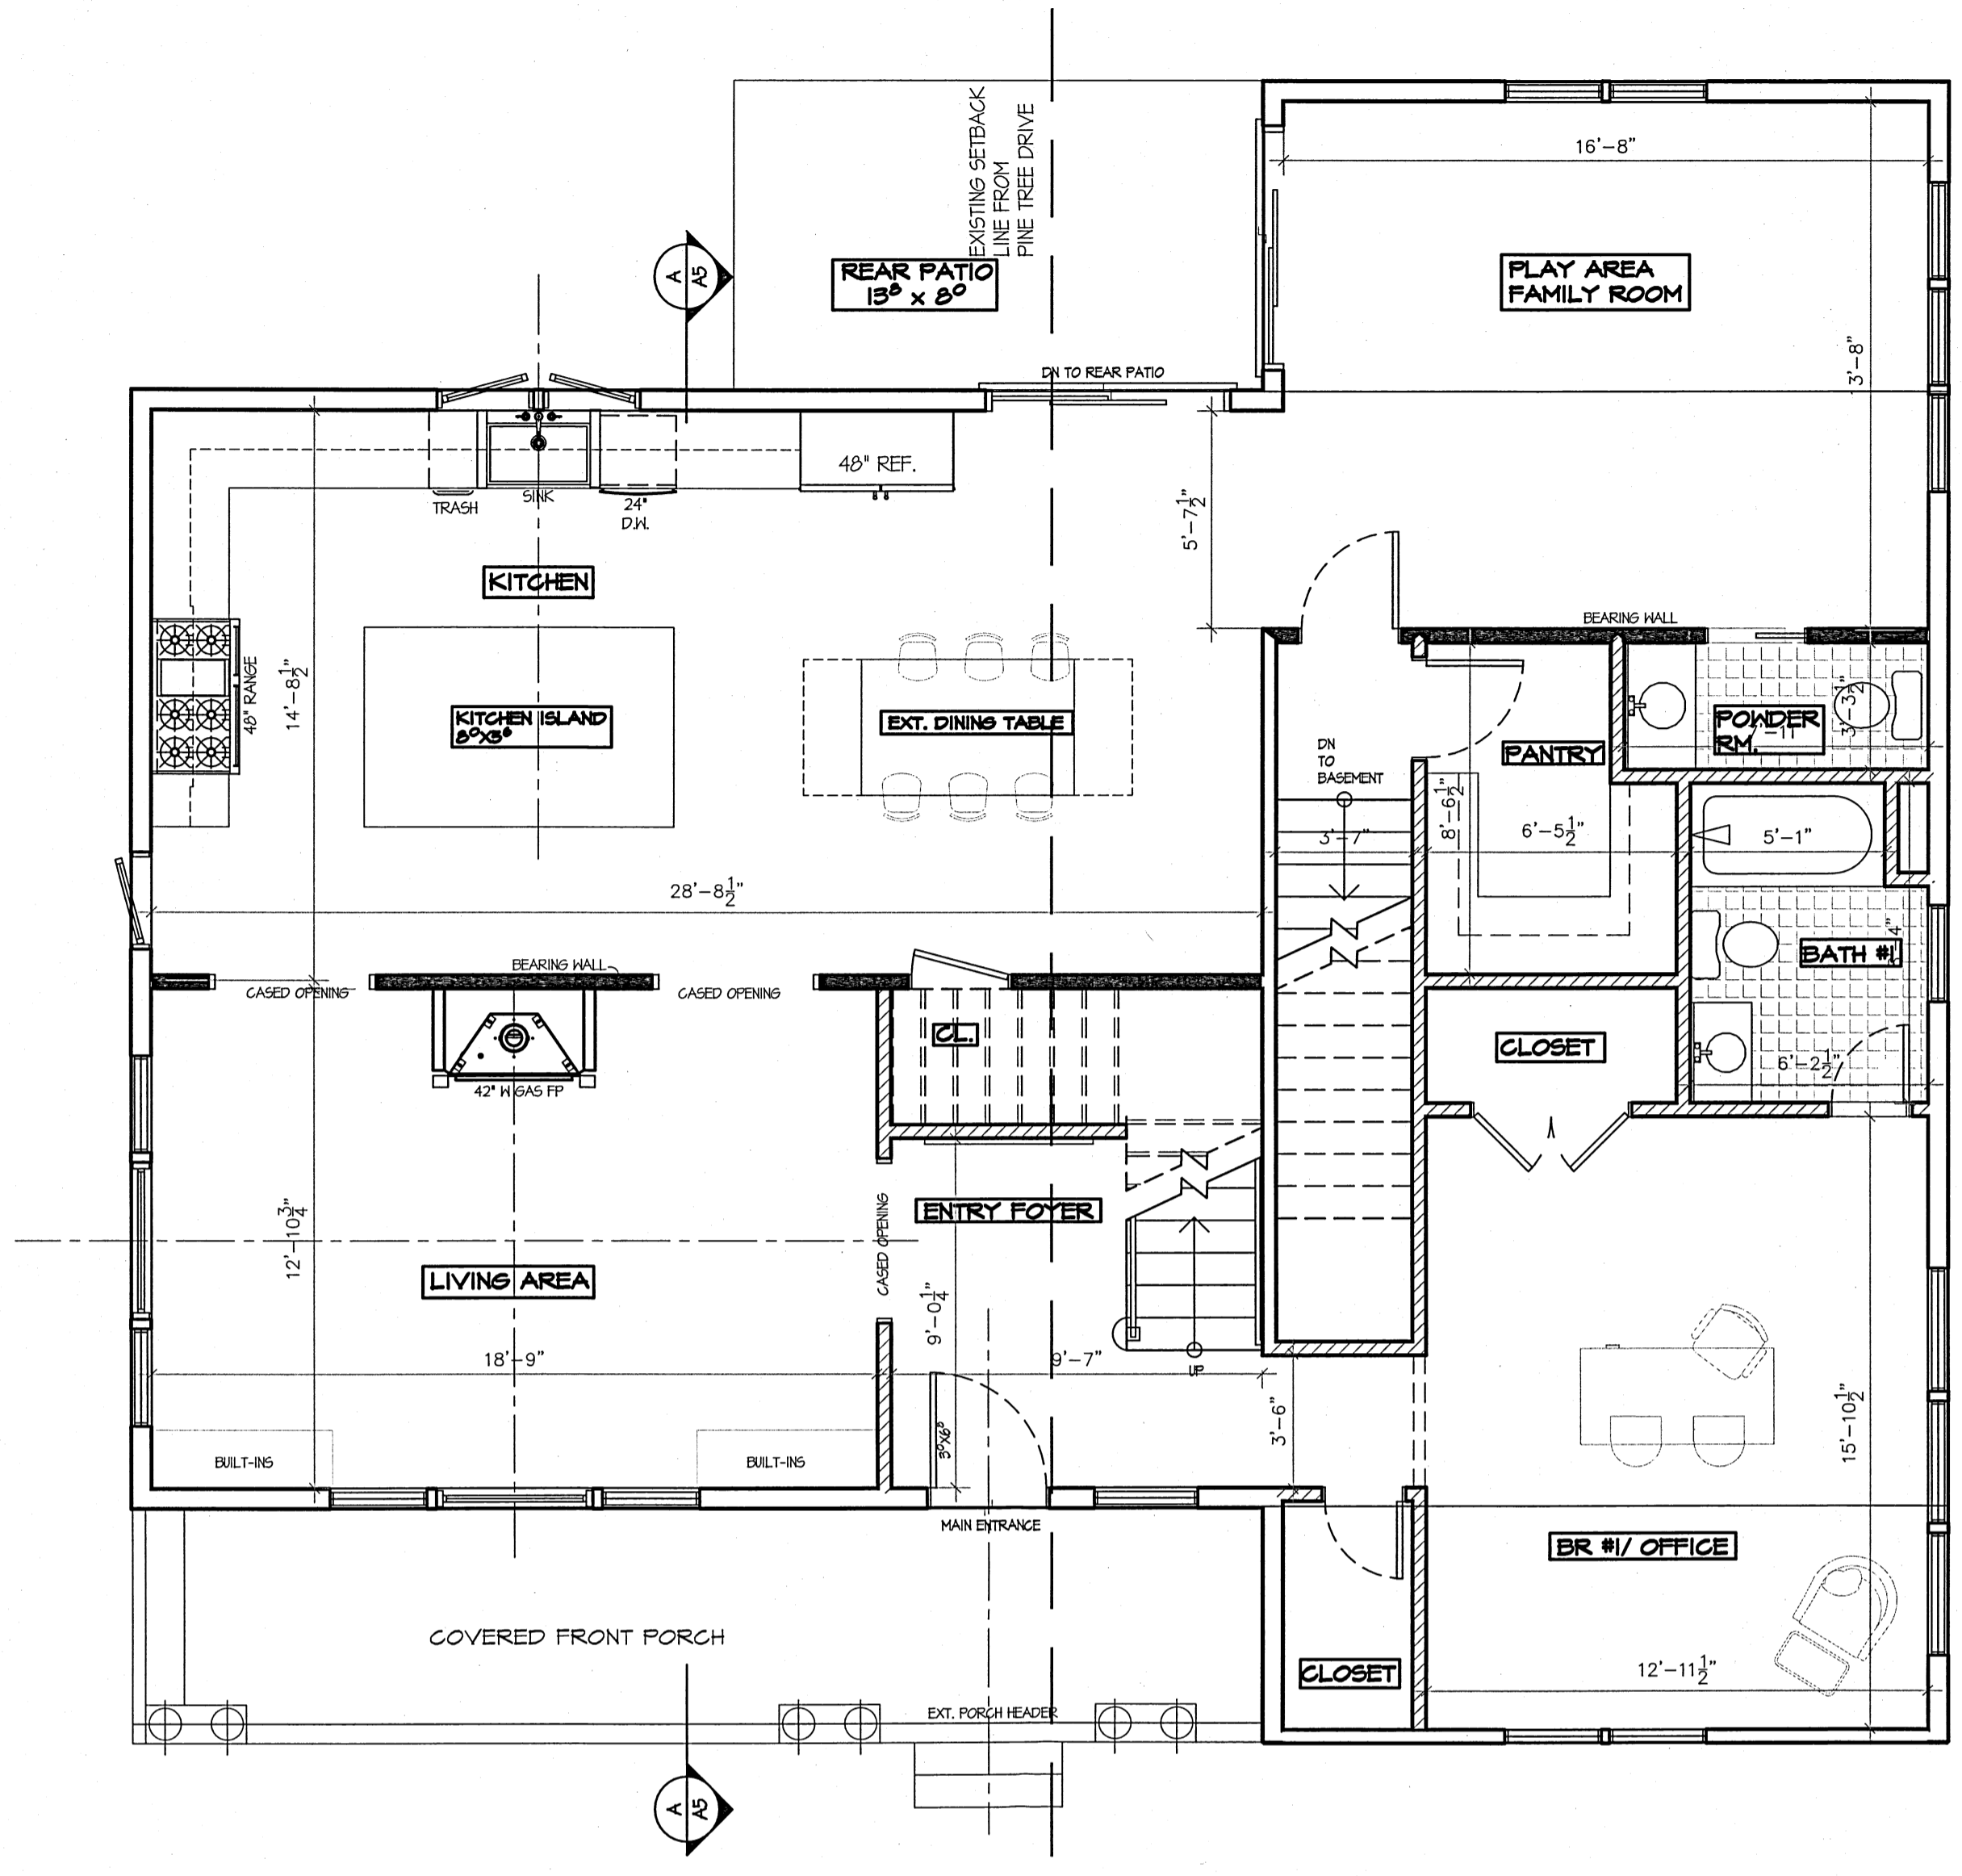 EXISTING SETBACK
LINE FROM
PINE TREE DRIVE
16'-8"
A
A5
REAR PATIO
13⁸ X 8⁰
PLAY AREA
FAMILY ROOM
3'-8"
DN TO REAR PATIO
48" REF.
TRASH
SINK
24"
D.W.
5'-7½"
KITCHEN
BEARING WALL
48" RANGE
14'-8½"
KITCHEN ISLAND
EXT. DINING TABLE
DN
TO
BASEMENT
PANTRY
POWDER
RM.
3'-3½"
8'-6½"
3'-7"
6'-5½"
5'-1"
28'-8½"
BEARING WALL
CASED OPENING
CASED OPENING
BATH #1
CL.
CLOSET
42" W GAS FP
6'-2½"
ENTRY FOYER
CASED OPENING
12'-10¾"
LIVING AREA
9'-0¼"
18'-9"
9'-7"
UP
3'-6"
15'-10½"
BUILT-INS
BUILT-INS
MAIN ENTRANCE
BR #1/ OFFICE
COVERED FRONT PORCH
CLOSET
12'-11½"
EXT. PORCH HEADER
A
A5